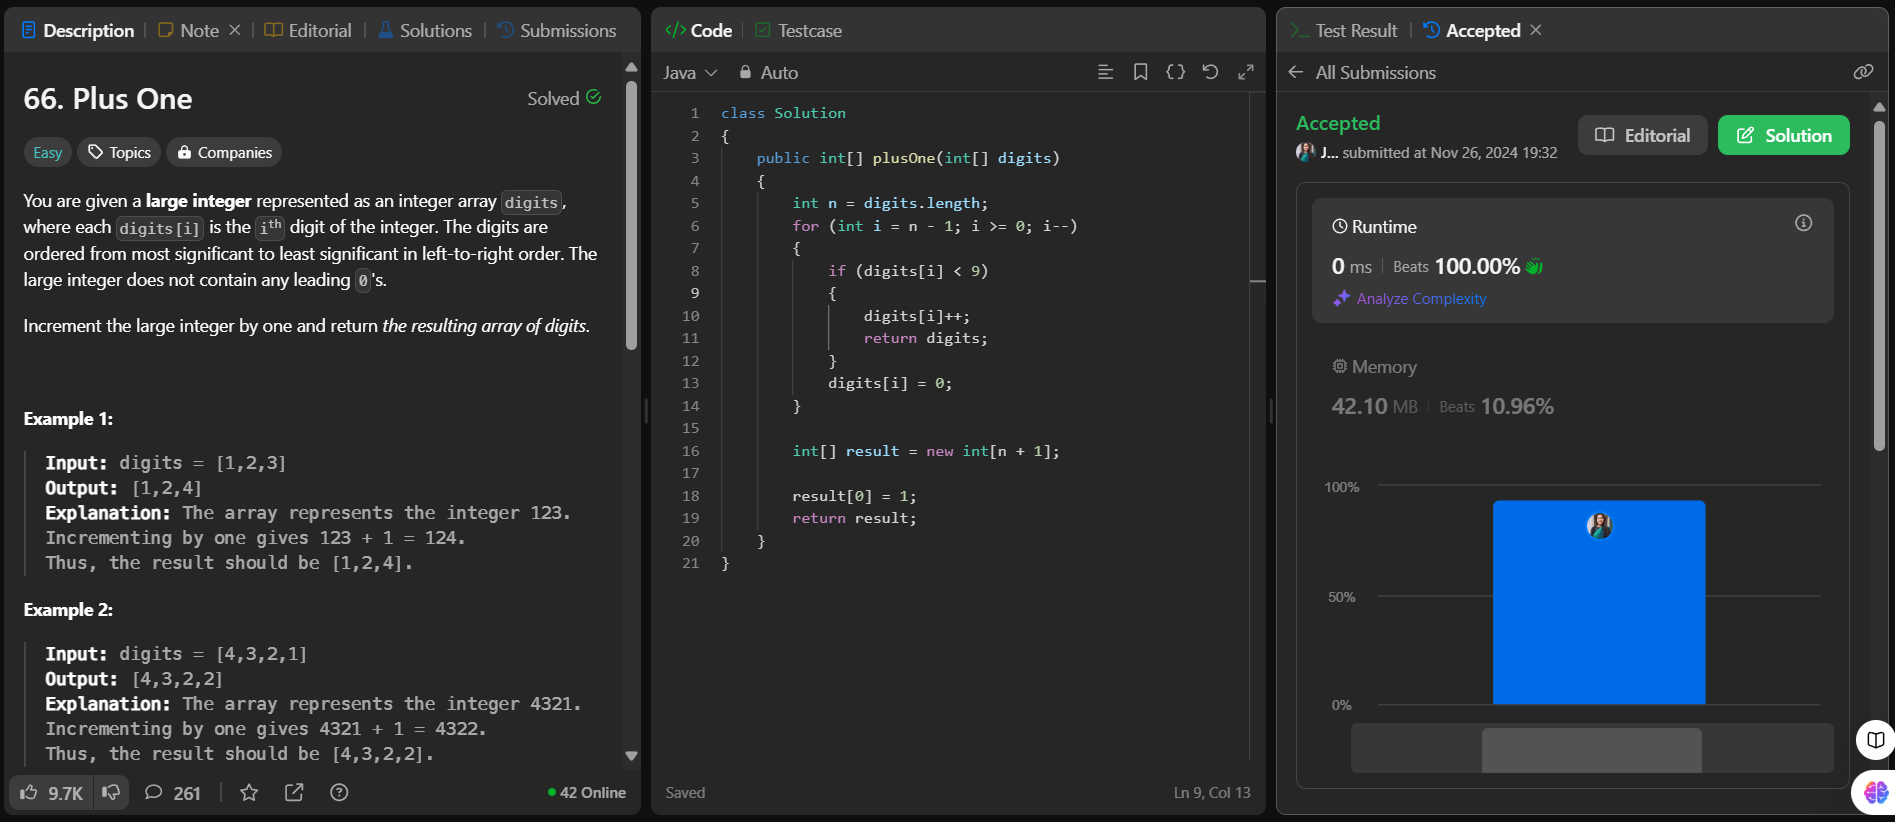 Description
Note
Editorial
Solutions
Submissions
66. Plus One
Solved
Easy
Topics
Companies
You are given a large integer represented as an integer array digits,
where each digits[i] is the ith digit of the integer. The digits are
ordered from most significant to least significant in left-to-right order. The
large integer does not contain any leading 0's.
Increment the large integer by one and return the resulting array of digits.
Example 1:
Input: digits = [1,2,3]
Output: [1,2,4]
Explanation: The array represents the integer 123.
Incrementing by one gives 123 + 1 = 124.
Thus, the result should be [1,2,4].
Example 2:
Input: digits = [4,3,2,1]
Output: [4,3,2,2]
Explanation: The array represents the integer 4321.
Incrementing by one gives 4321 + 1 = 4322.
Thus, the result should be [4,3,2,2].
9.7K
261
42 Online
</> Code
Testcase
Java
Auto
1 class Solution
2 {
3 public int[] plusOne(int[] digits)
4 {
5 int n = digits.length;
6 for (int i = n - 1; i >= 0; i--)
7 {
8 if (digits[i] < 9)
9 {
10 digits[i]++;
11 return digits;
12 }
13 digits[i] = 0;
14 }
15
16 int[] result = new int[n + 1];
17
18 result[0] = 1;
19 return result;
20 }
21 }
Saved
Ln 9, Col 13
Test Result
Accepted
All Submissions
Accepted
J... submitted at Nov 26, 2024 19:32
Editorial
Solution
Runtime
0 ms
Beats 100.00%
Analyze Complexity
Memory
42.10 MB
Beats 10.96%
100%
50%
0%